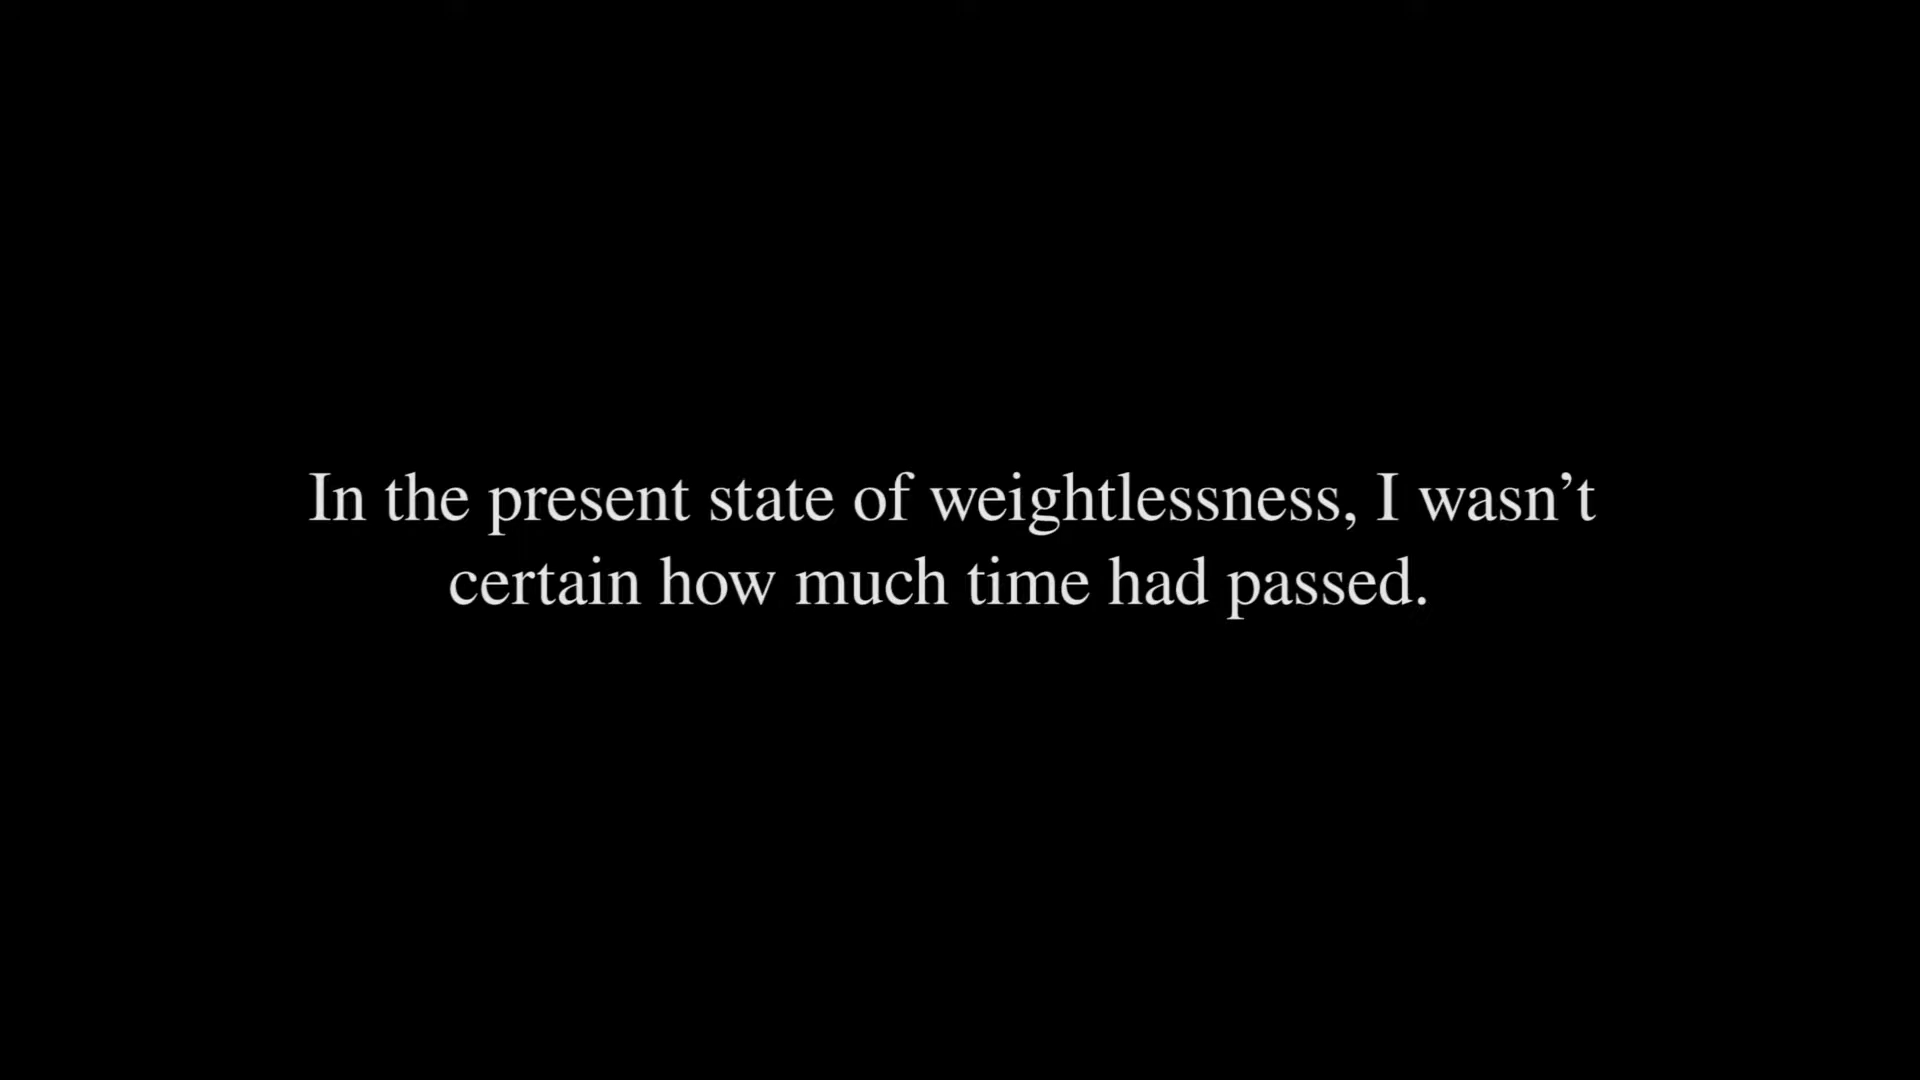 In the present state of weightlessness, I wasn’t
certain how much time had passed.